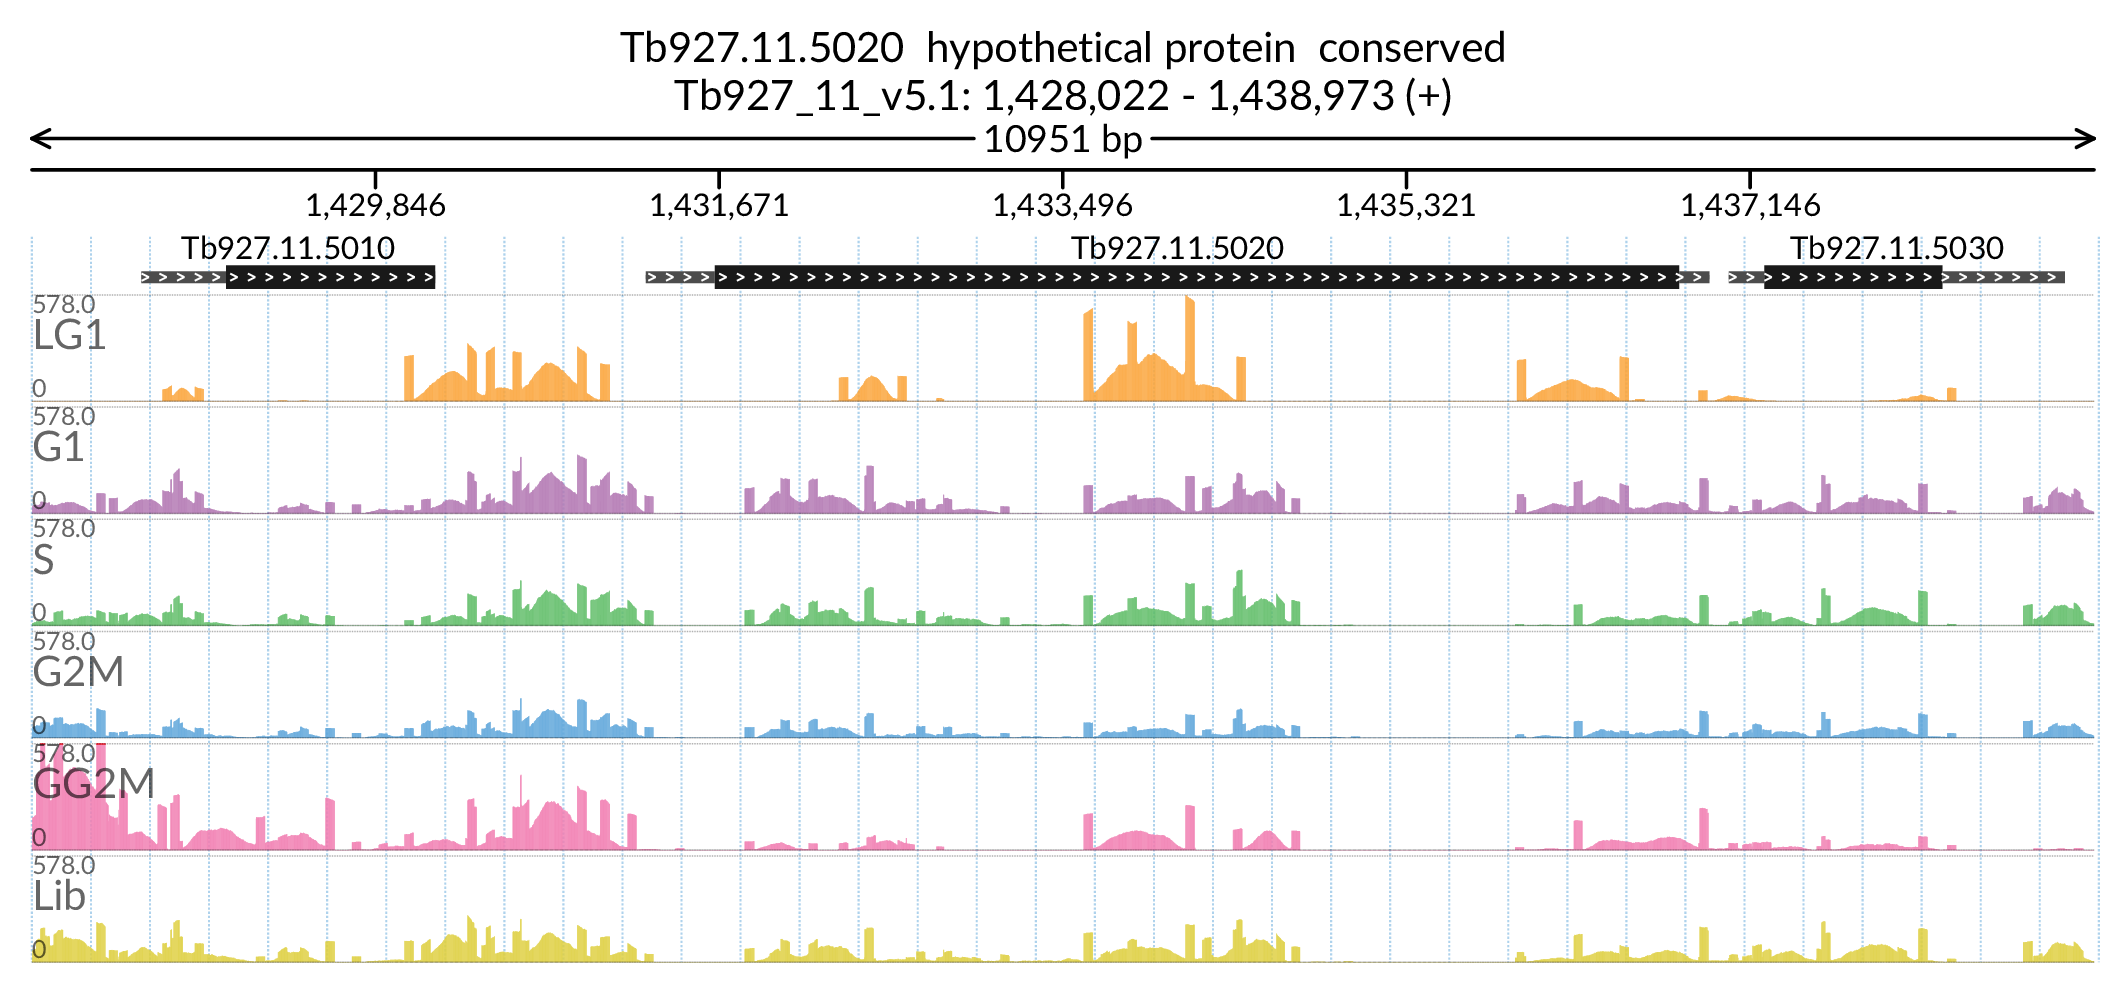 Tb927.11.5020  hypothetical protein  conserved
Tb927_11_v5.1: 1,428,022 - 1,438,973 (+)
10951 bp
1,429,846 1,431,671 1,433,496 1,435,321 1,437,146
Tb927.11.5010 Tb927.11.5020 Tb927.11.5030
578.0
LG1
0
578.0
G1
0
578.0
S
0
578.0
G2M
0
578.0
GG2M
0
578.0
Lib
0